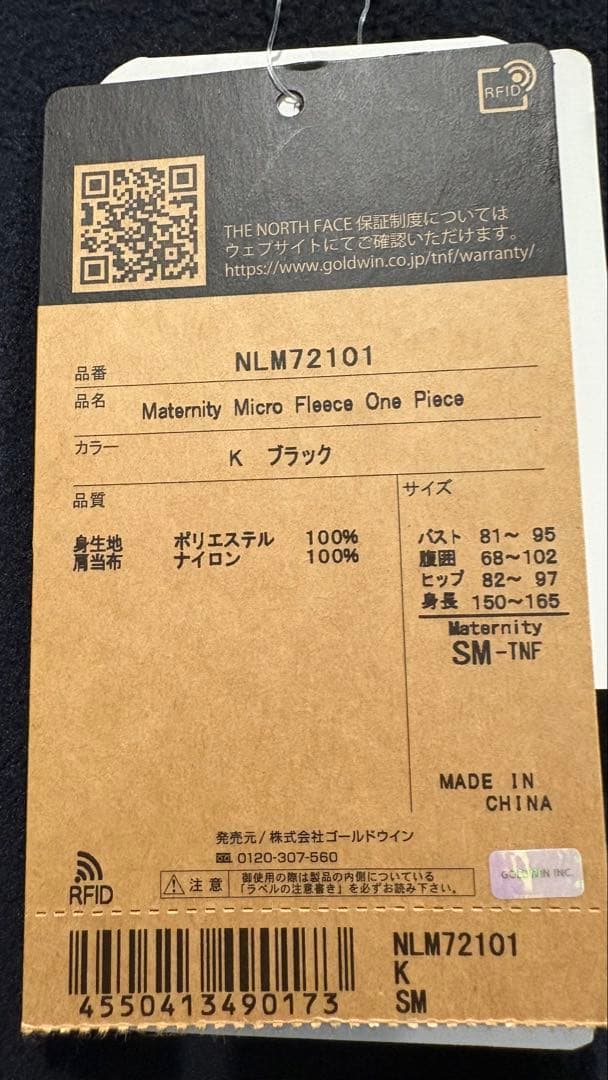 RFID
THE NORTH FACE 保証制度については
ウェブサイトにてご確認いただけます。
https://www.goldwin.co.jp/tnf/warranty/
品番 NLM72101
品名 Maternity Micro Fleece One Piece
カラー K ブラック
品質
身生地 ポリエステル 100%
肩当布 ナイロン 100%
サイズ
バスト 81〜 95
腹囲 68〜102
ヒップ 82〜 97
身長 150〜165
Maternity
SM-TNF
MADE IN
CHINA
発売元/株式会社ゴールドウイン
0120-307-560
RFID
注意
御使用の際は製品の内側についている
「ラベルの注意書き」を必ずお読み下さい。
GOLDWIN INC.
4550413490173
NLM72101
K
SM